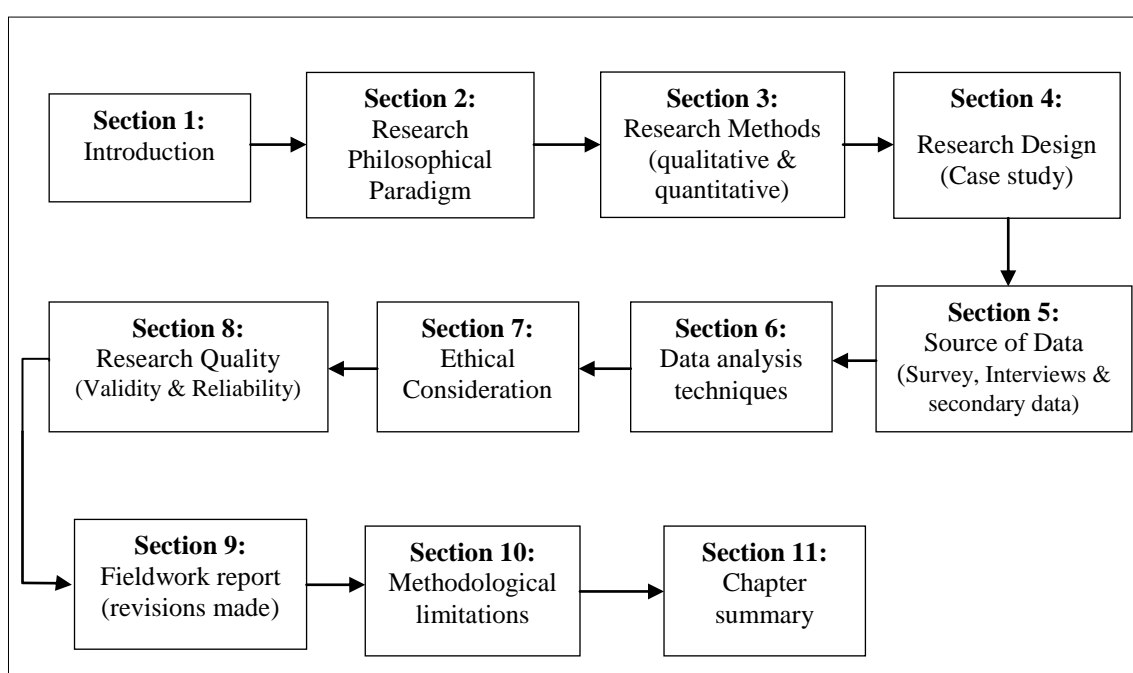 Section 1:
Introduction
Section 2:
Research
Philosophical
Paradigm
Section 3:
Research Methods
(qualitative &
quantitative)
Section 4:
Research Design
(Case study)
Section 5:
Source of Data
(Survey, Interviews &
secondary data)
Section 6:
Data analysis
techniques
Section 7:
Ethical
Consideration
Section 8:
Research Quality
(Validity & Reliability)
Section 9:
Fieldwork report
(revisions made)
Section 10:
Methodological
limitations
Section 11:
Chapter
summary